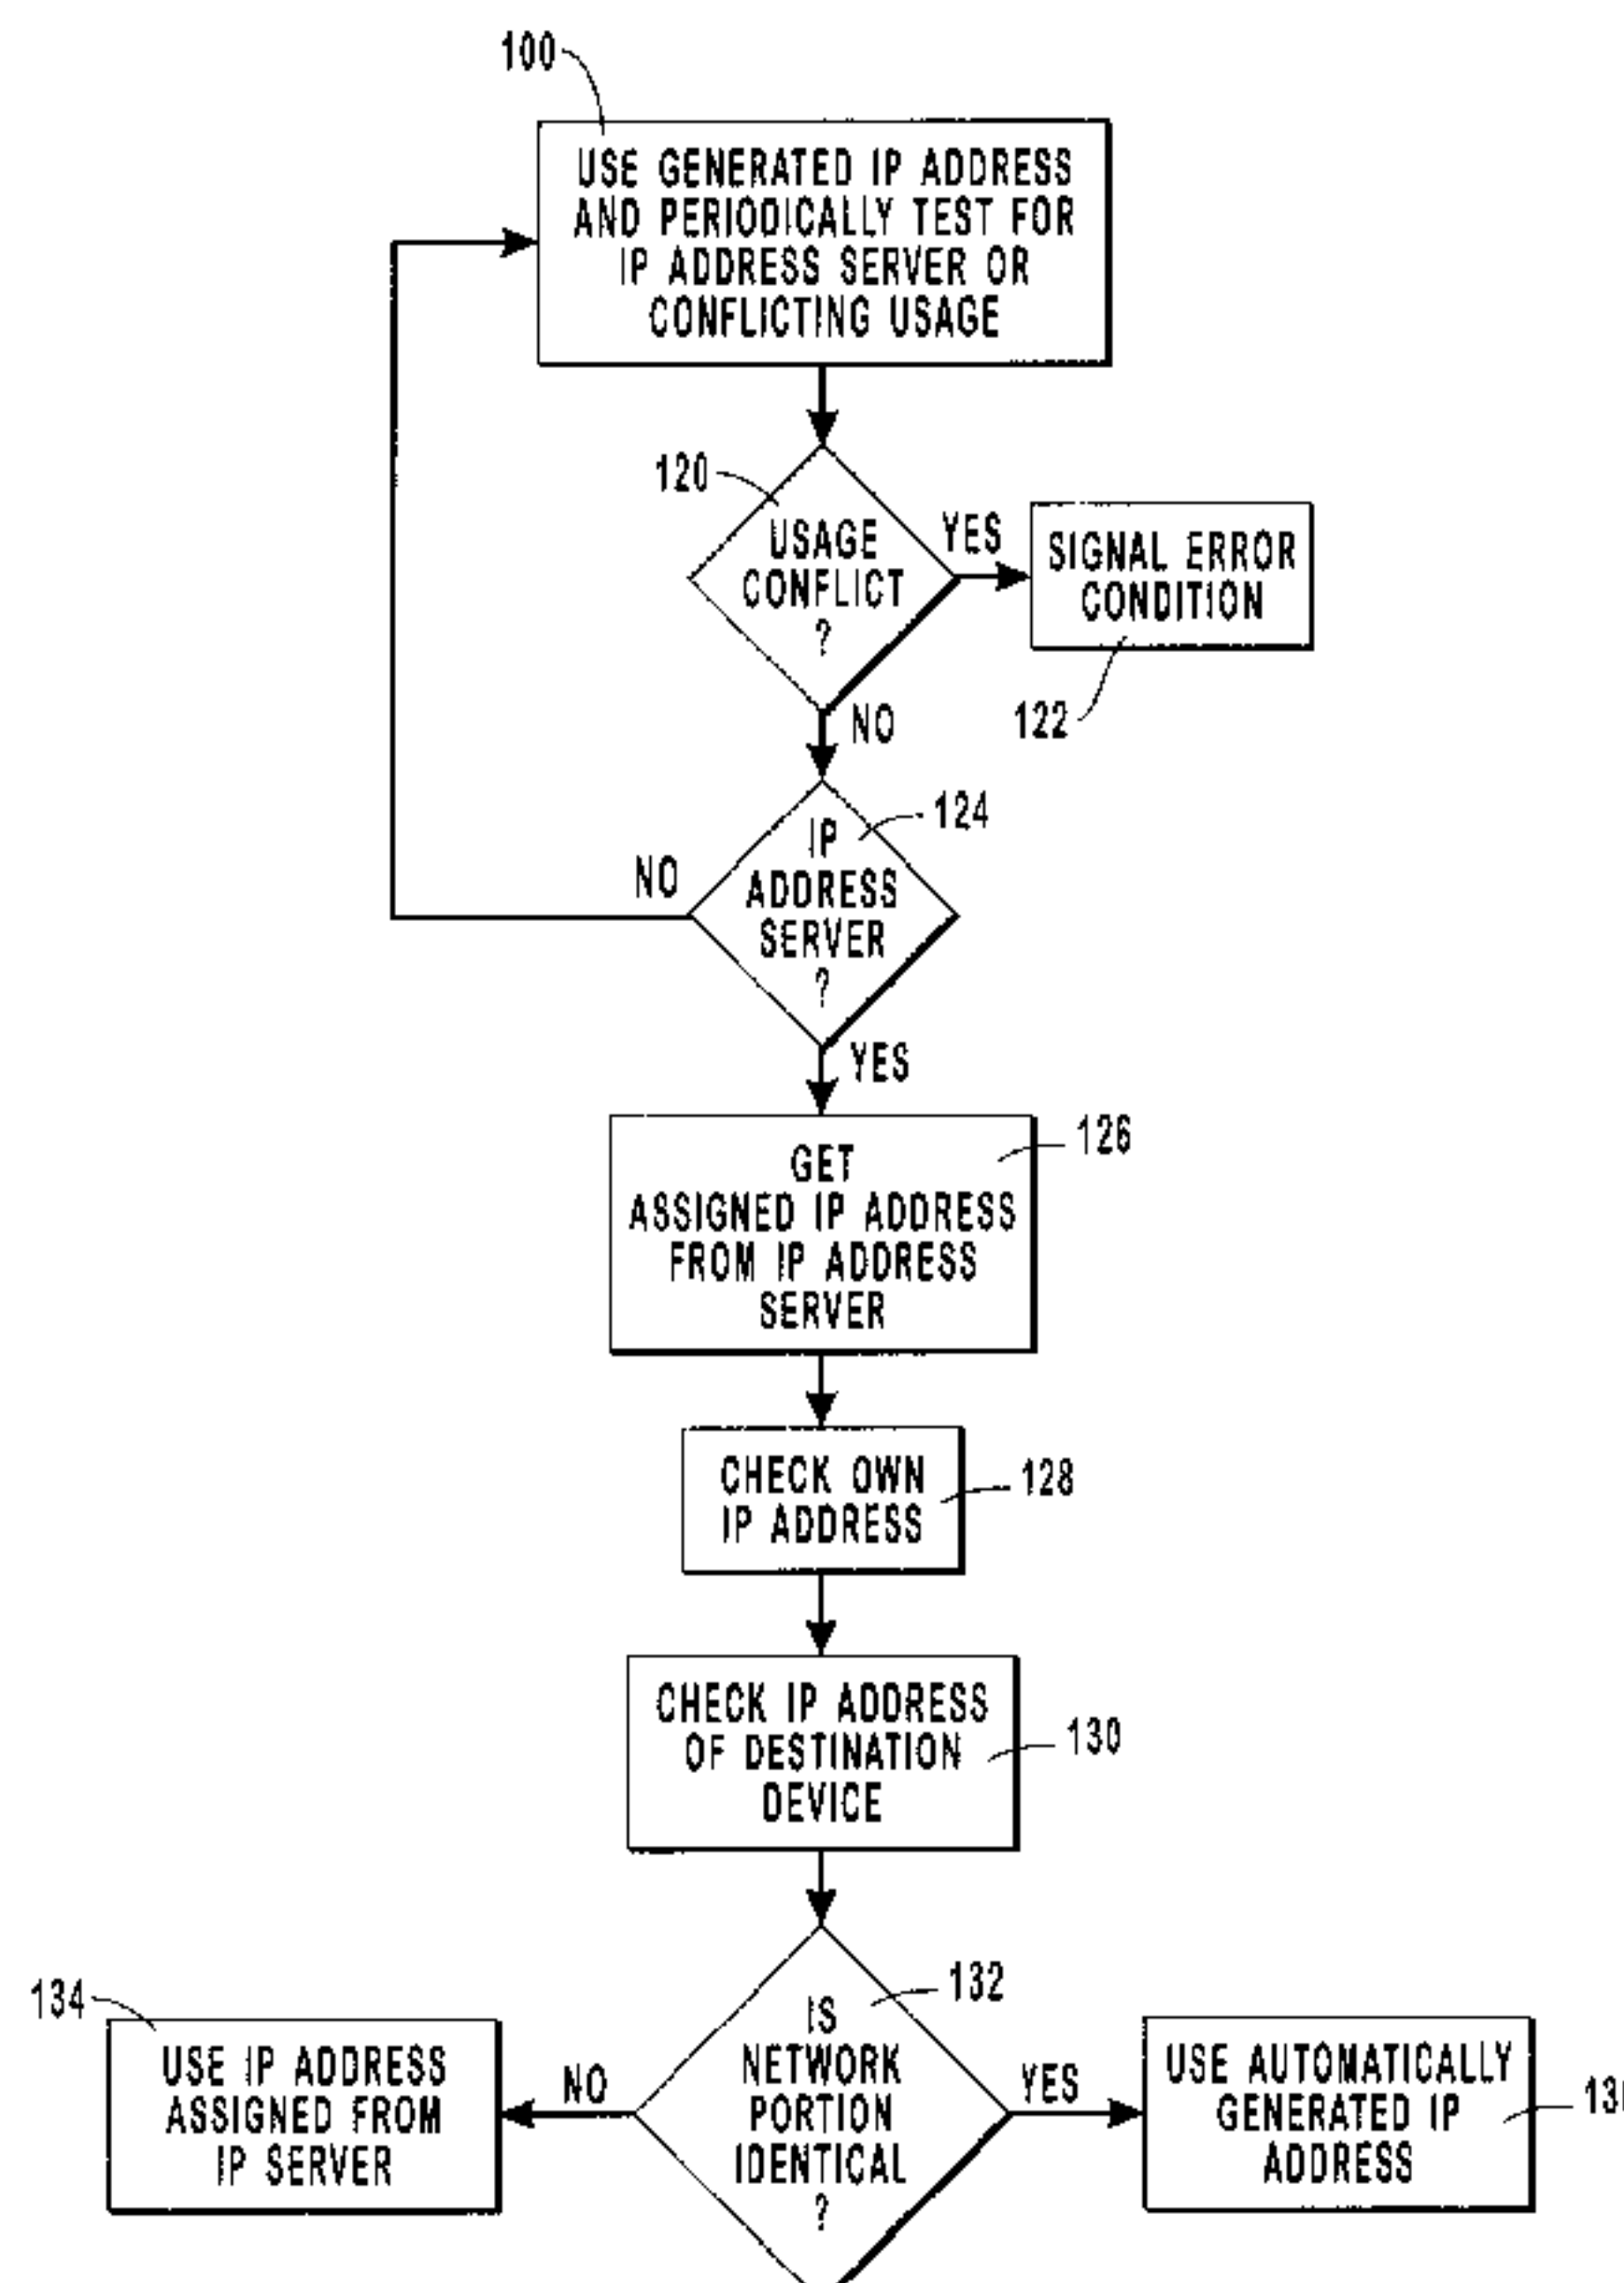 100
USE GENERATED IP ADDRESS
AND PERIODICALLY TEST FOR
IP ADDRESS SERVER OR
CONFLICTING USAGE
120
USAGE
CONFLICT
?
YES
SIGNAL ERROR
CONDITION
122
NO
124
IP
ADDRESS
SERVER
?
NO
YES
126
GET
ASSIGNED IP ADDRESS
FROM IP ADDRESS
SERVER
CHECK OWN
IP ADDRESS
128
CHECK IP ADDRESS
OF DESTINATION
DEVICE
130
132
IS
NETWORK
PORTION
IDENTICAL
?
134
USE IP ADDRESS
ASSIGNED FROM
IP SERVER
NO
YES
USE AUTOMATICALLY
GENERATED IP
ADDRESS